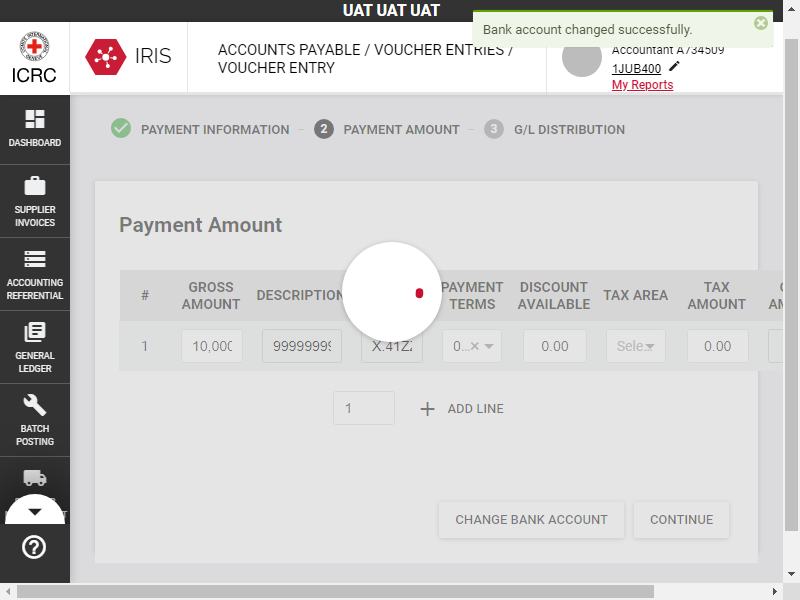 UAT UAT UAT
Bank account changed successfully.
ICRC
IRIS
ACCOUNTS PAYABLE / VOUCHER ENTRIES /
VOUCHER ENTRY
Accountant A734509
1JUB400
My Reports
DASHBOARD
SUPPLIER
INVOICES
ACCOUNTING
REFERENTIAL
GENERAL
LEDGER
BATCH
POSTING
PAYMENT INFORMATION
2 PAYMENT AMOUNT
3 G/L DISTRIBUTION
Payment Amount
# GROSS AMOUNT DESCRIPTION PAYMENT TERMS DISCOUNT AVAILABLE TAX AREA TAX AMOUNT
1 10,000 99999999 X.41Z 0... 0.00 Sele... 0.00
1 ADD LINE
CHANGE BANK ACCOUNT CONTINUE